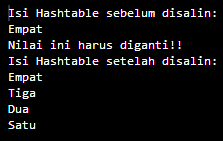 Isi Hashtable sebelum disalin:
Empat
Nilai ini harus diganti!!
Isi Hashtable setelah disalin:
Empat
Tiga
Dua
Satu